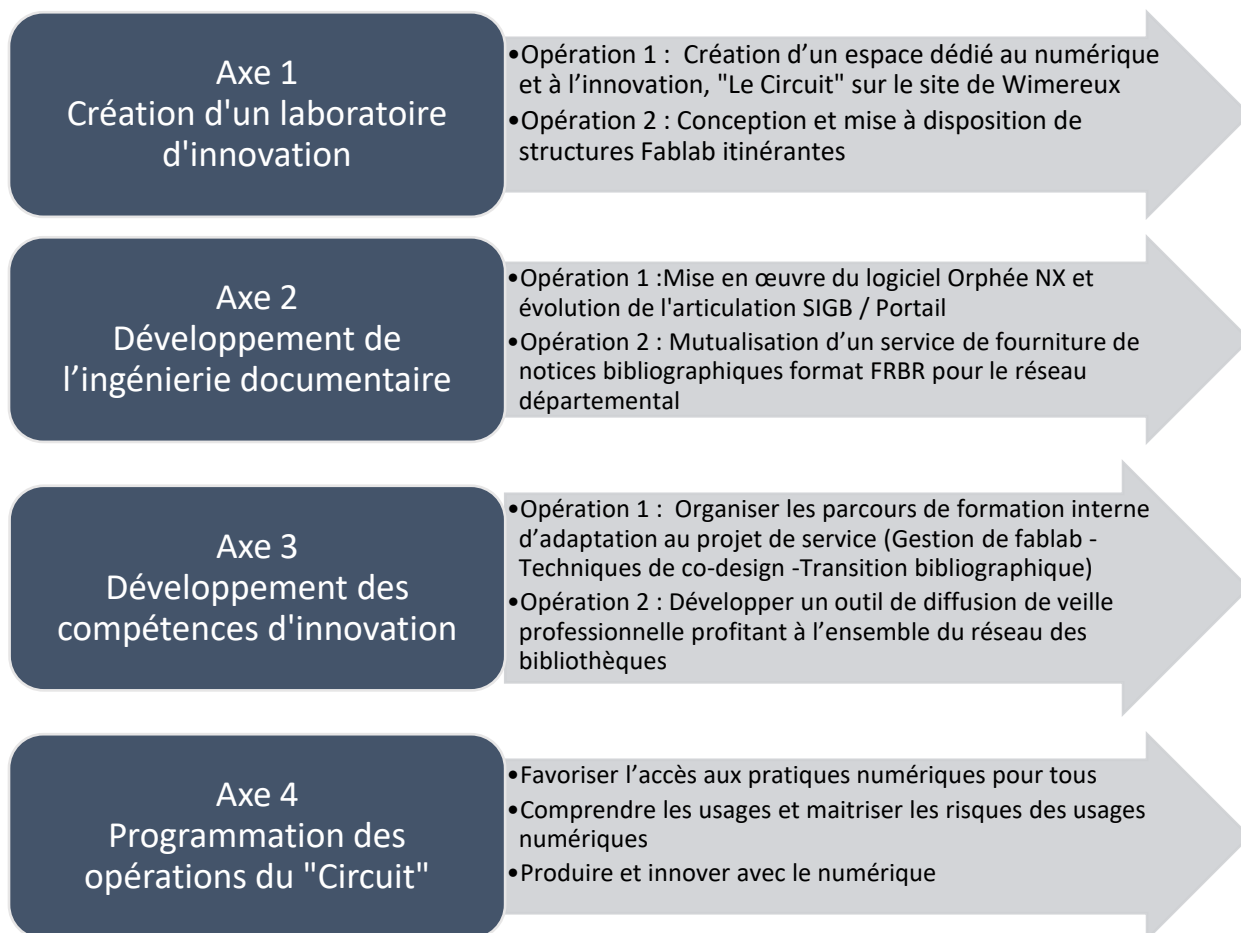 Axe 1
Création d'un laboratoire
d'innovation
•Opération 1 :  Création d’un espace dédié au numérique
et à l’innovation, "Le Circuit" sur le site de Wimereux
•Opération 2 : Conception et mise à disposition de
structures Fablab itinérantes
Axe 2
Développement de
l’ingénierie documentaire
•Opération 1 :Mise en œuvre du logiciel Orphée NX et
évolution de l'articulation SIGB / Portail
•Opération 2 : Mutualisation d’un service de fourniture de
notices bibliographiques format FRBR pour le réseau
départemental
Axe 3
Développement des
compétences d'innovation
•Opération 1 :  Organiser les parcours de formation interne
d’adaptation au projet de service (Gestion de fablab -
Techniques de co-design -Transition bibliographique)
•Opération 2 : Développer un outil de diffusion de veille
professionnelle profitant à l’ensemble du réseau des
bibliothèques
Axe 4
Programmation des
opérations du "Circuit"
•Favoriser l’accès aux pratiques numériques pour tous
•Comprendre les usages et maitriser les risques des usages
numériques
•Produire et innover avec le numérique